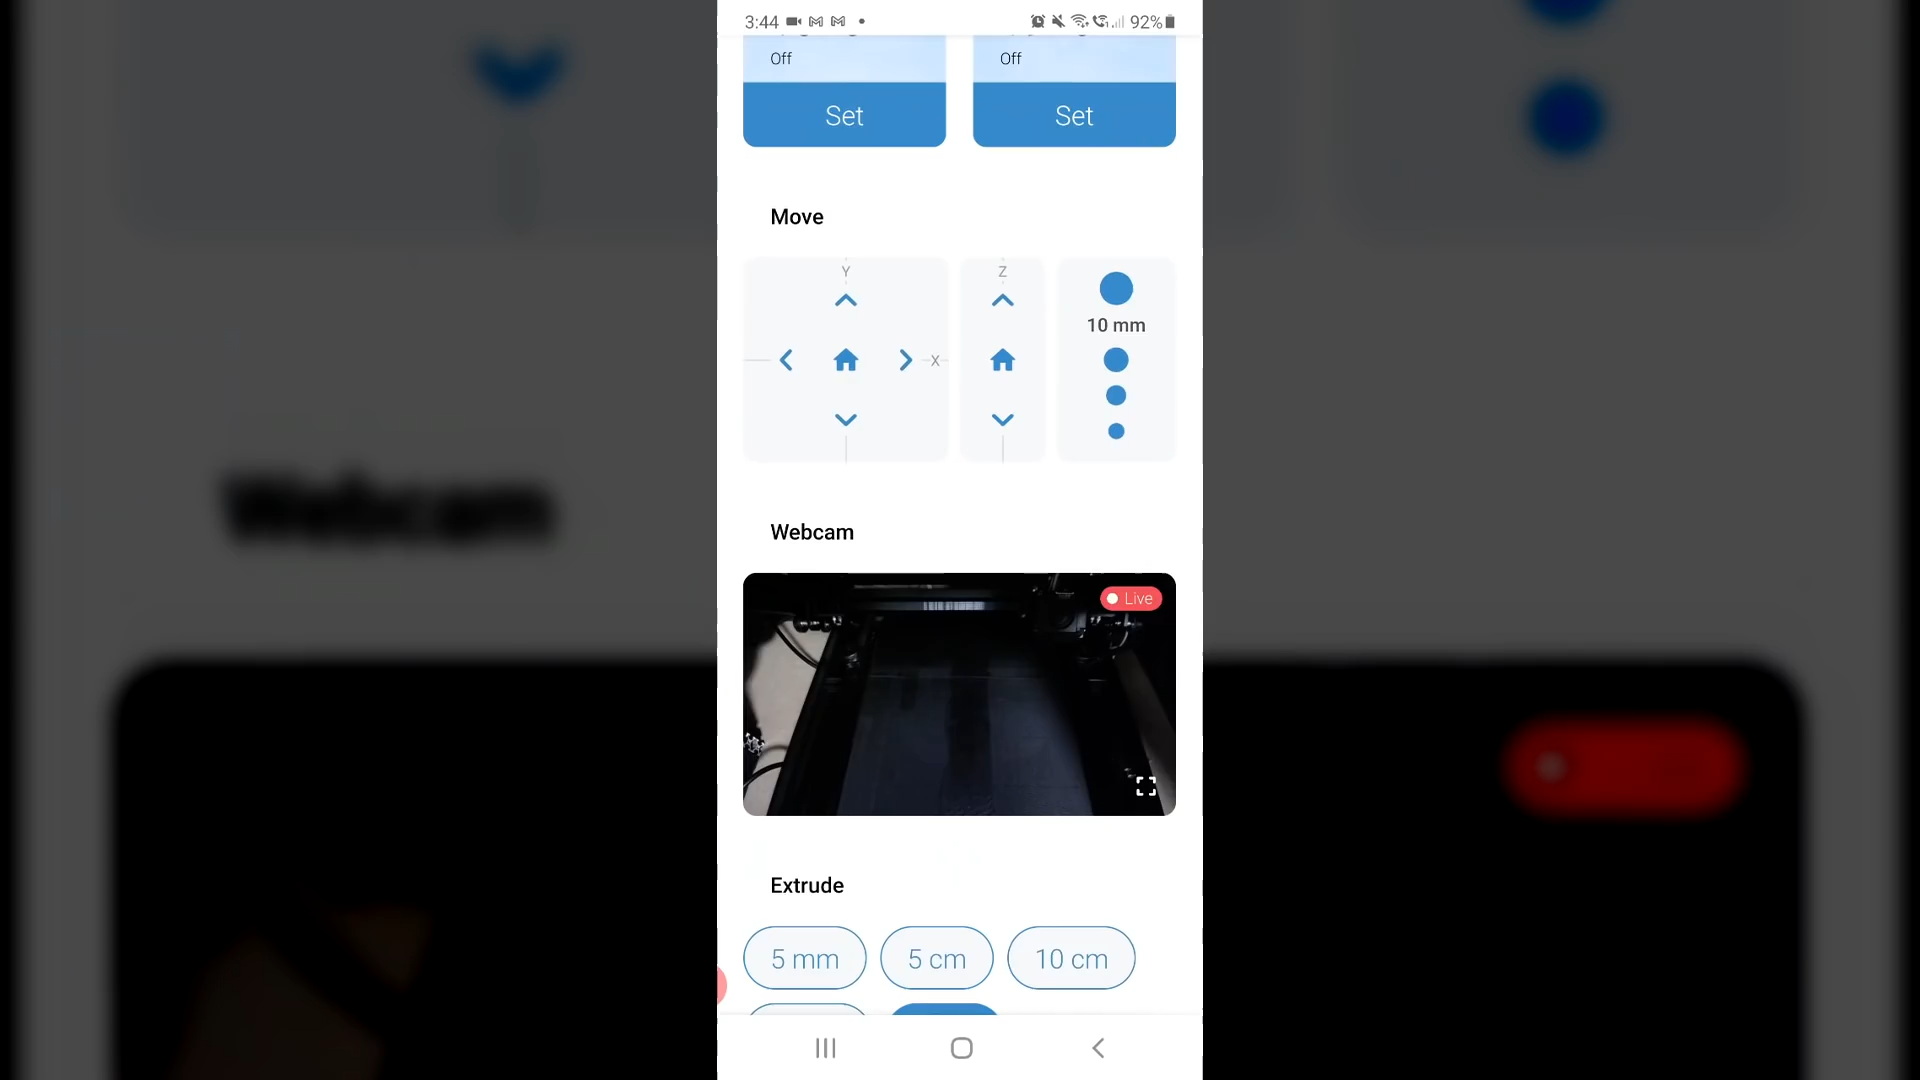 3:44 92%
Off Off
Set Set
Move
Y Z
10 mm
X
Webcam
Webcam
Live
Extrude
5 mm 5 cm 10 cm